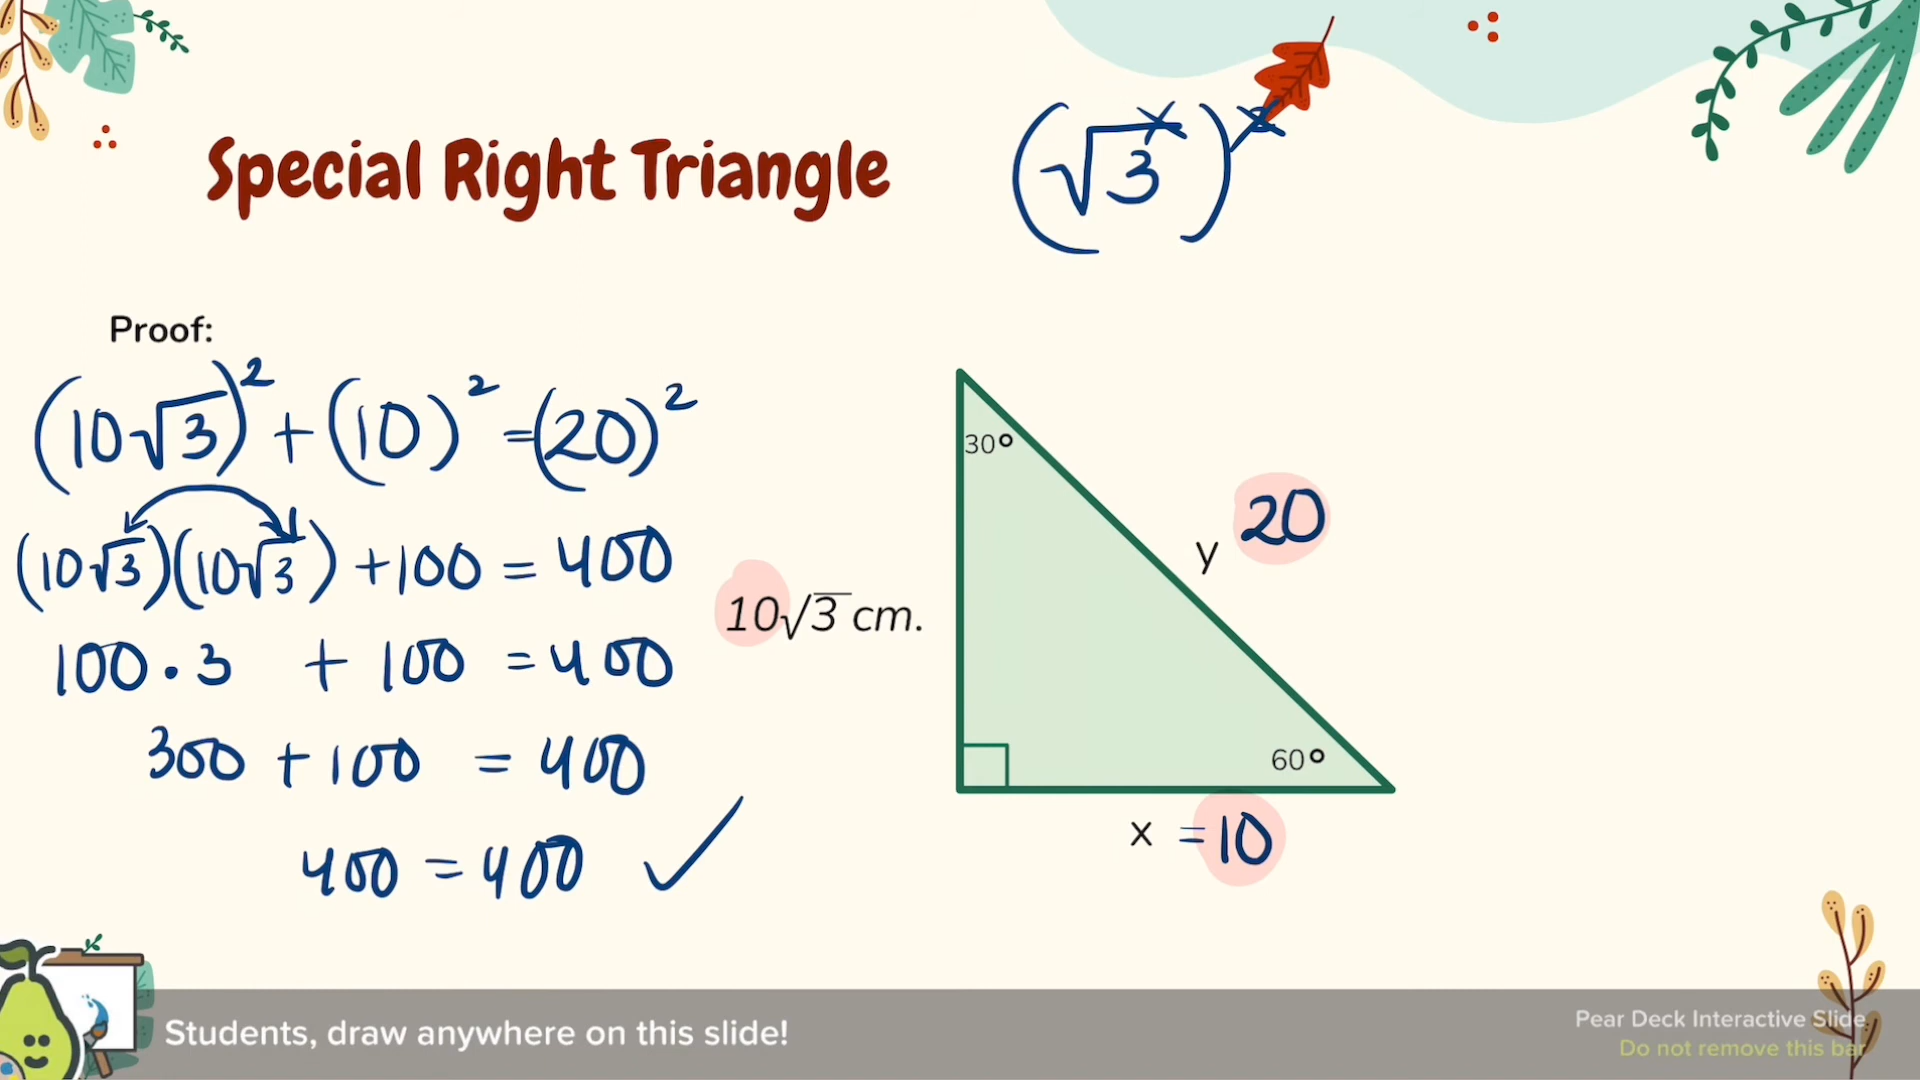 Special Right Triangle
(√3)²
Proof:
(10√3)² + (10)² = (20)²
(10√3)(10√3) + 100 = 400
100 · 3 + 100 = 400
300 + 100 = 400
400 = 400 ✓
30°
y 20
10√3 cm.
60°
x = 10
Students, draw anywhere on this slide!
Pear Deck Interactive Slide
Do not remove this bar